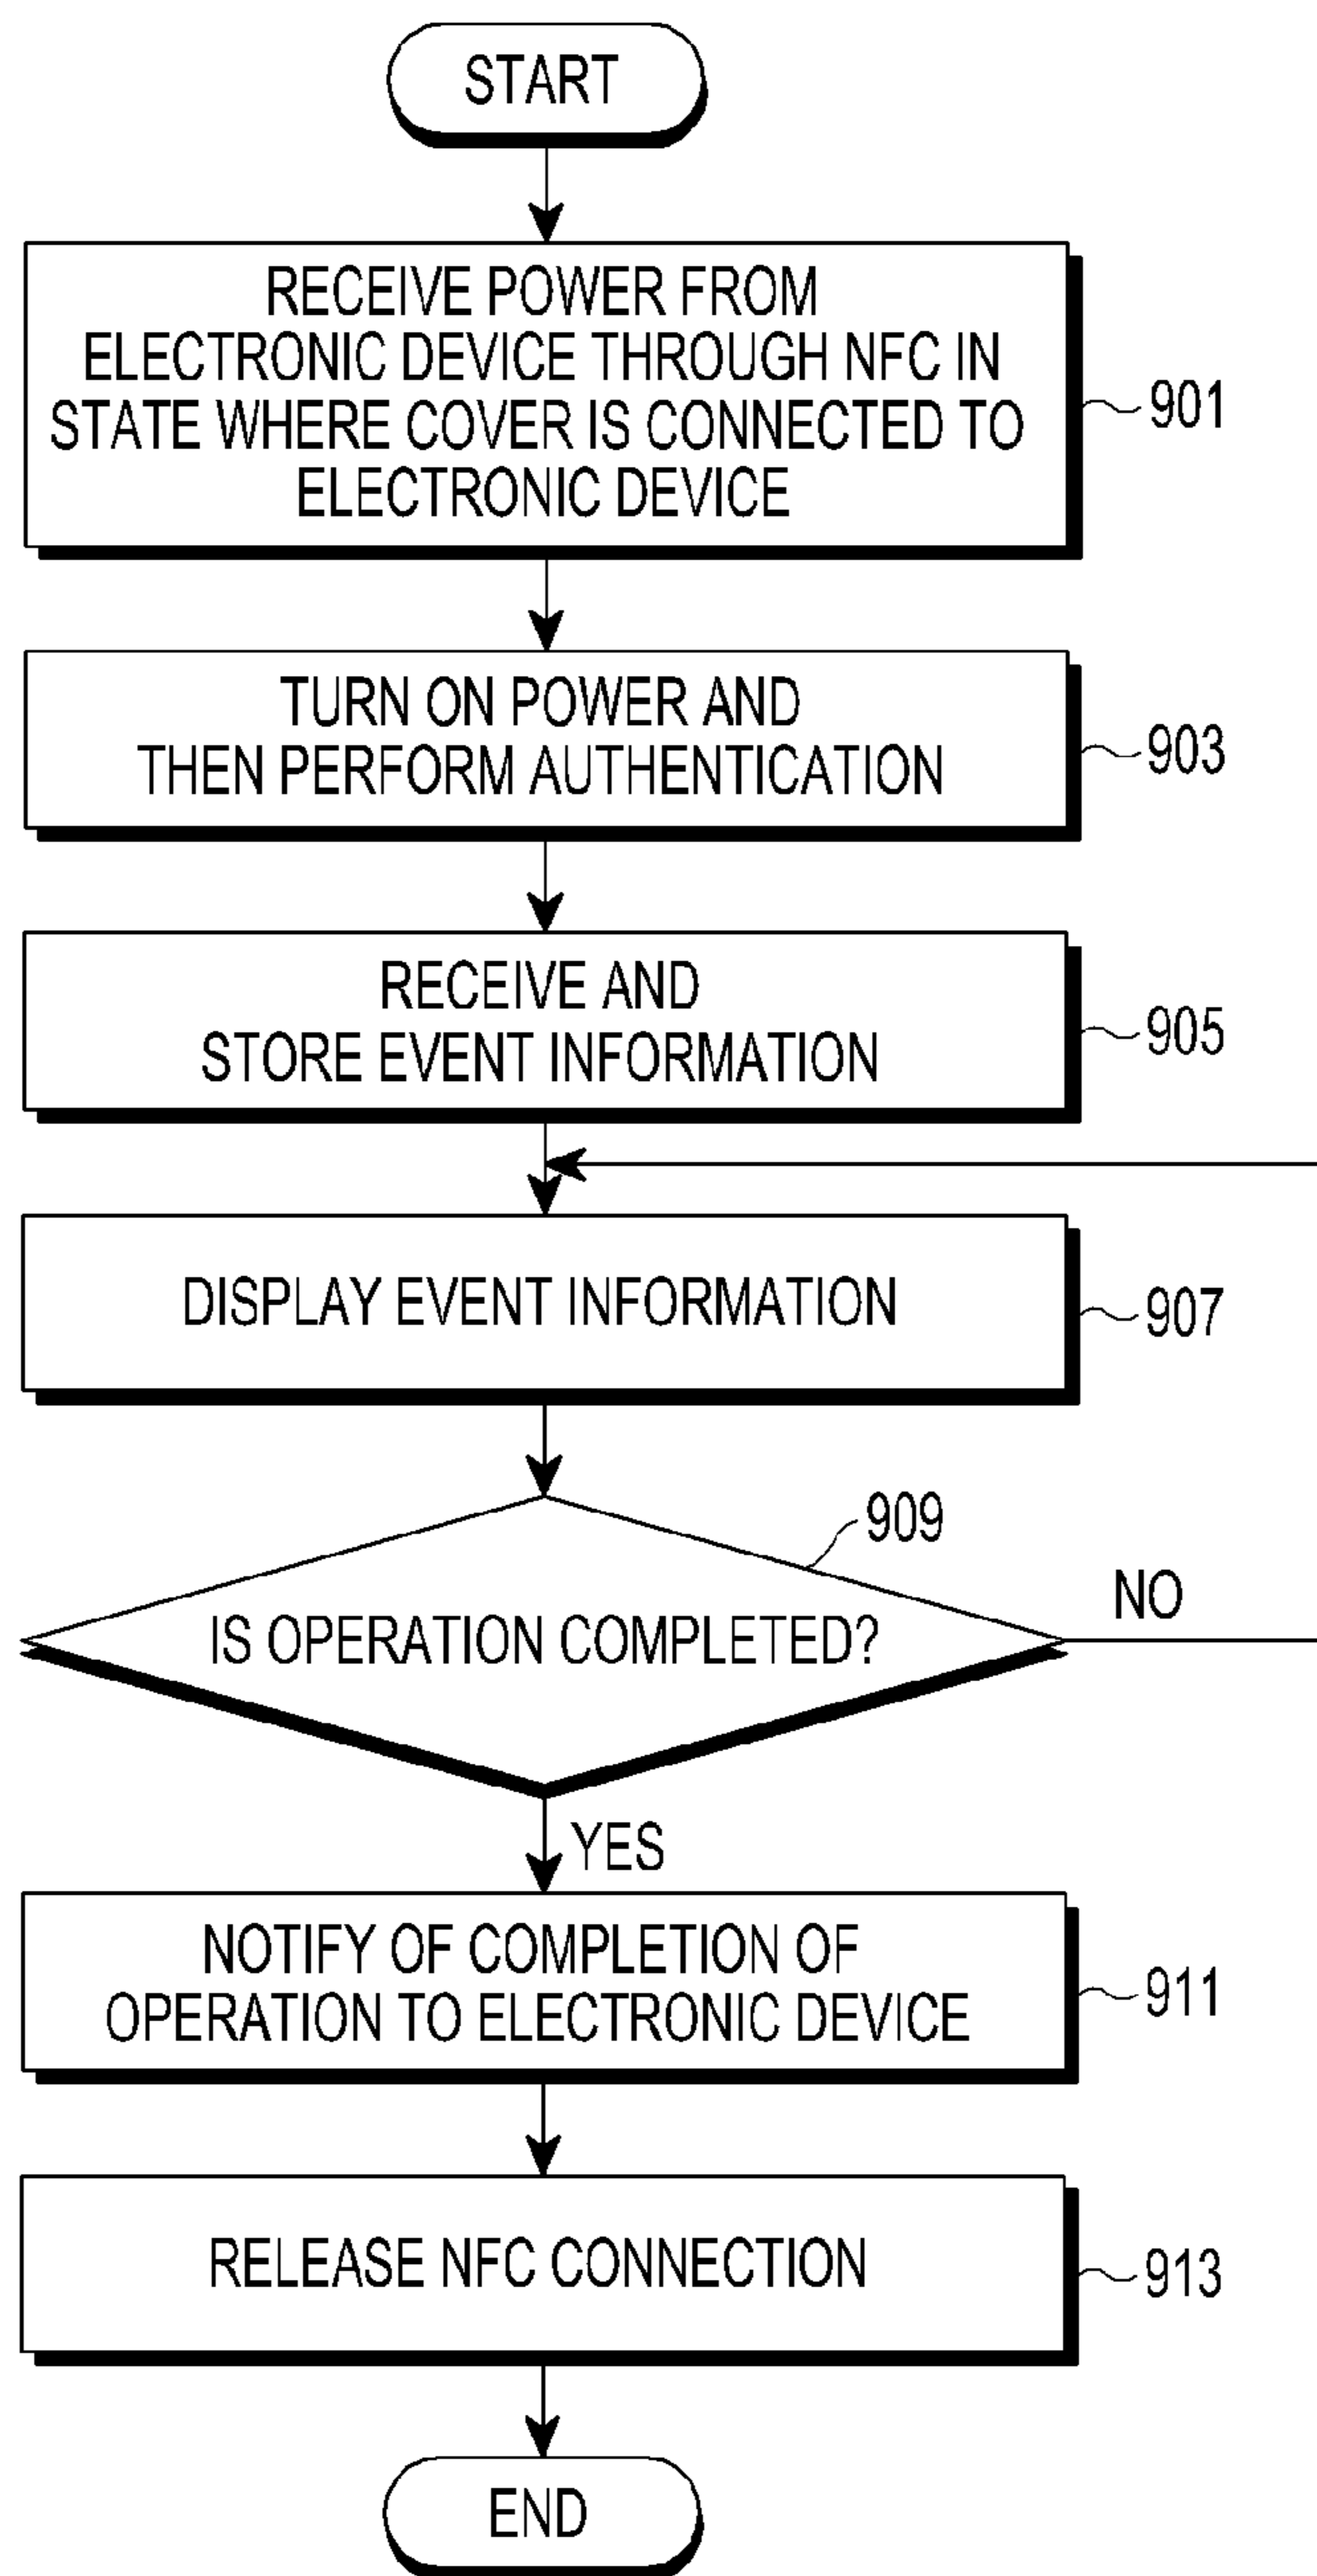 START
RECEIVE POWER FROM
ELECTRONIC DEVICE THROUGH NFC IN
STATE WHERE COVER IS CONNECTED TO
ELECTRONIC DEVICE
901
TURN ON POWER AND
THEN PERFORM AUTHENTICATION
903
RECEIVE AND
STORE EVENT INFORMATION
905
DISPLAY EVENT INFORMATION
907
909
IS OPERATION COMPLETED?
NO
YES
NOTIFY OF COMPLETION OF
OPERATION TO ELECTRONIC DEVICE
911
RELEASE NFC CONNECTION
913
END